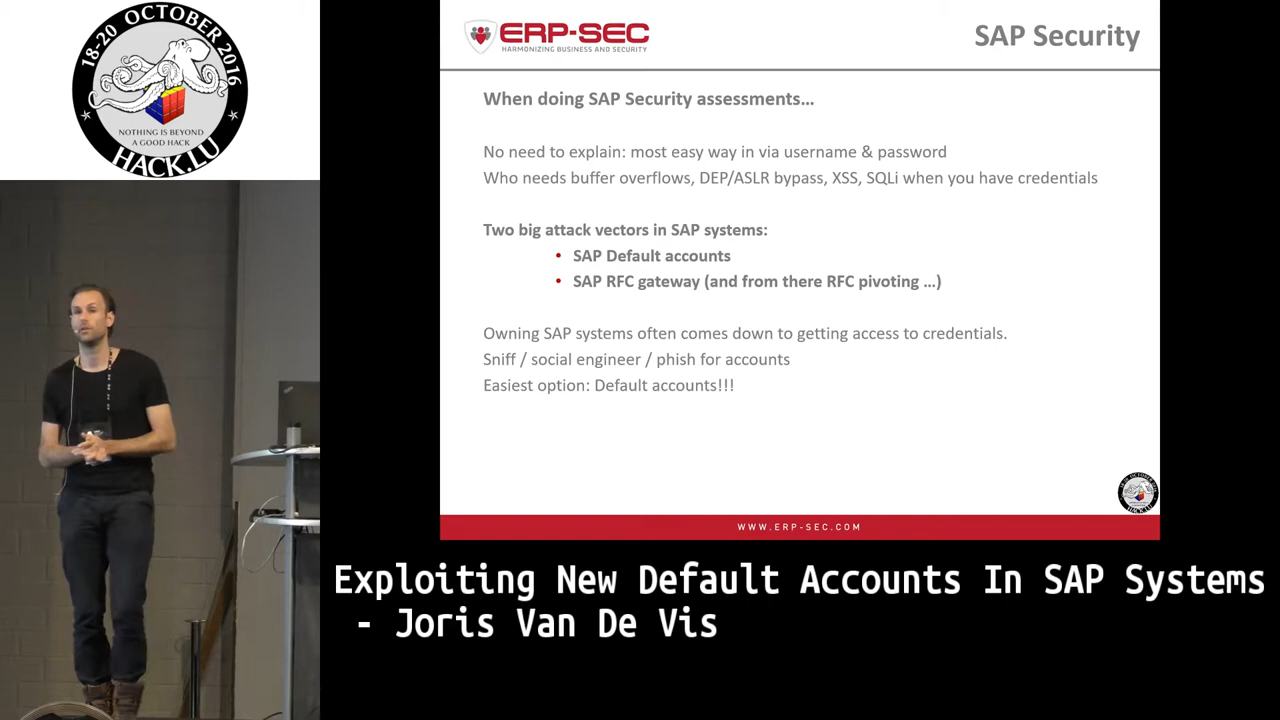 18-20 OCTOBER 2016
NOTHING IS BEYOND
A GOOD HACK
HACK.LU
ERP-SEC
HARMONIZING BUSINESS AND SECURITY
SAP Security
When doing SAP Security assessments…
No need to explain: most easy way in via username & password
Who needs buffer overflows, DEP/ASLR bypass, XSS, SQLi when you have credentials
Two big attack vectors in SAP systems:
• SAP Default accounts
• SAP RFC gateway (and from there RFC pivoting …)
Owning SAP systems often comes down to getting access to credentials.
Sniff / social engineer / phish for accounts
Easiest option: Default accounts!!!
HACK.LU
WWW.ERP-SEC.COM
Exploiting New Default Accounts In SAP Systems
- Joris Van De Vis